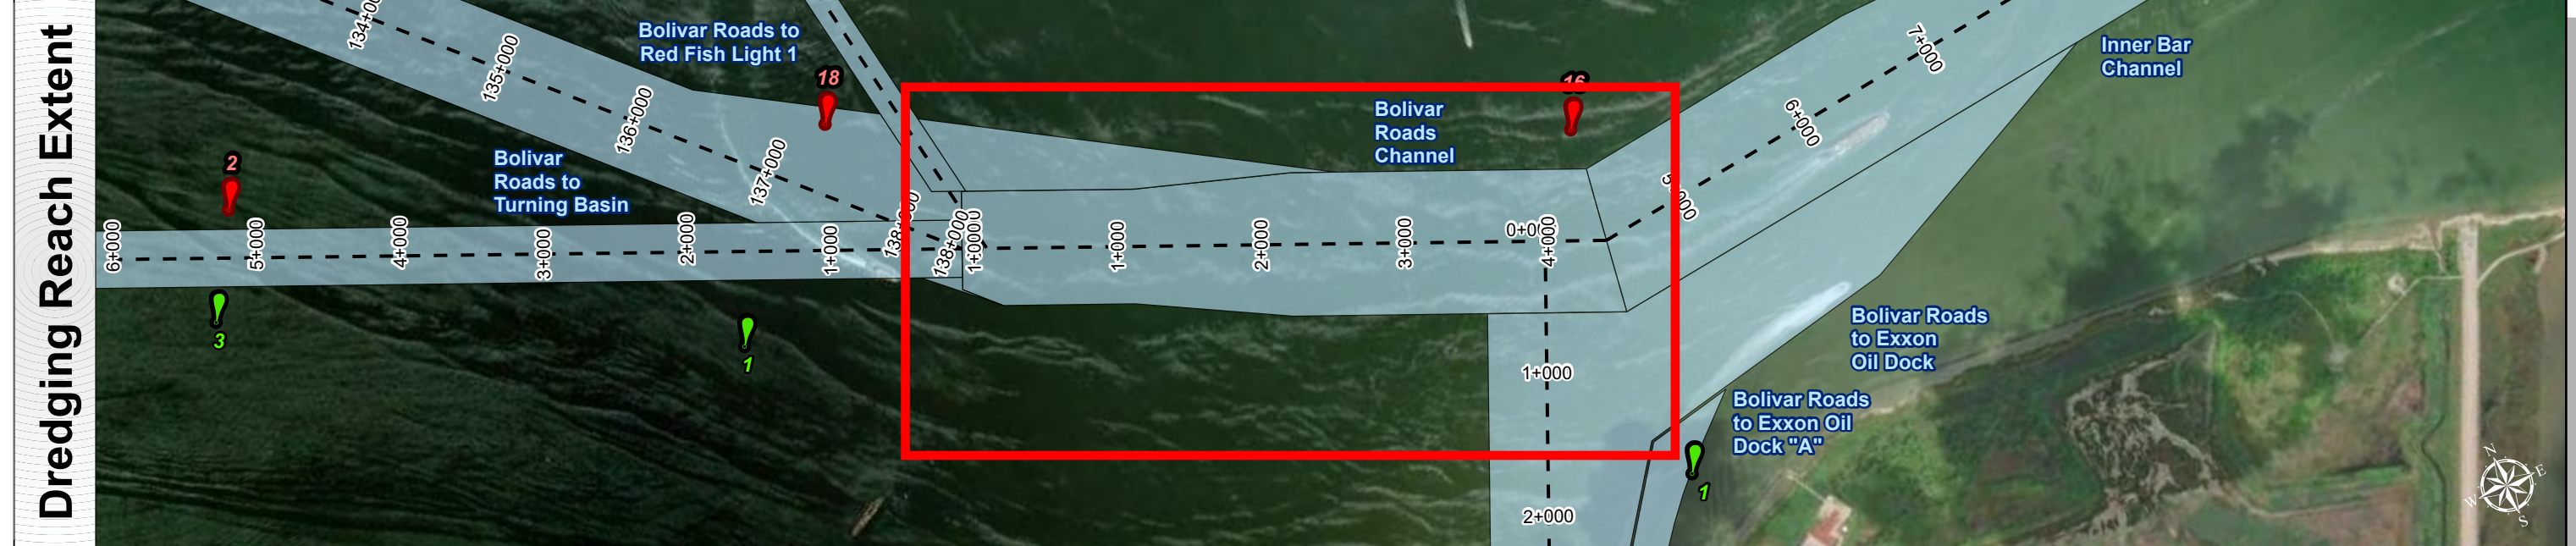 Dredging Reach Extent
134+00
135+000
136+000
137+000
138+000
138+000
Bolivar Roads to
Red Fish Light 1
18
16
2
Bolivar
Roads to
Turning Basin
Bolivar
Roads
Channel
Inner Bar
Channel
7+000
6+000
5+000
6+000
5+000
4+000
3+000
2+000
1+000
1+0000
1+000
2+000
3+000
0+00
4+000
1+000
2+000
3
1
Bolivar Roads
to Exxon
Oil Dock
Bolivar Roads
to Exxon Oil
Dock "A"
1
N
E
S
W